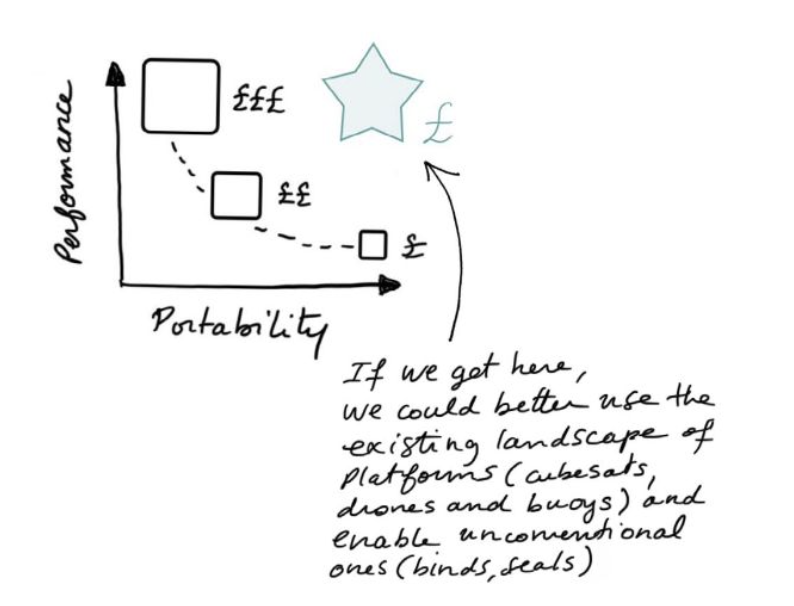 Performance
£££
££
£
£
Portability
If we get here,
we could better use the
existing landscape of
platforms (cubesats,
drones and buoys) and
enable unconventional
ones (birds, seals)